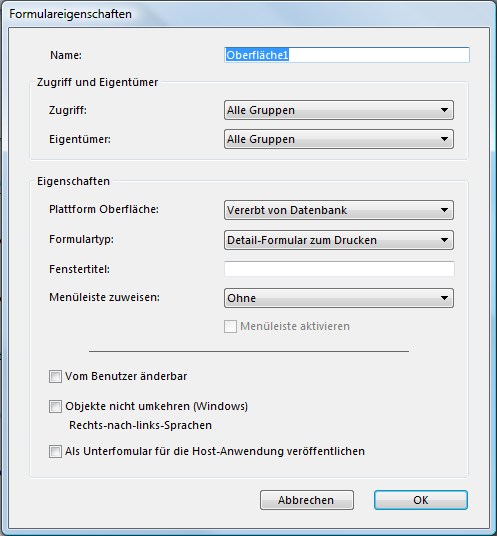 Formulareigenschaften
Name: Oberfläche1
Zugriff und Eigentümer
Zugriff: Alle Gruppen
Eigentümer: Alle Gruppen
Eigenschaften
Plattform Oberfläche: Vererbt von Datenbank
Formulartyp: Detail-Formular zum Drucken
Fenstertitel:
Menüleiste zuweisen: Ohne
Menüleiste aktivieren
Vom Benutzer änderbar
Objekte nicht umkehren (Windows)
Rechts-nach-links-Sprachen
Als Unterfomular für die Host-Anwendung veröffentlichen
Abbrechen OK